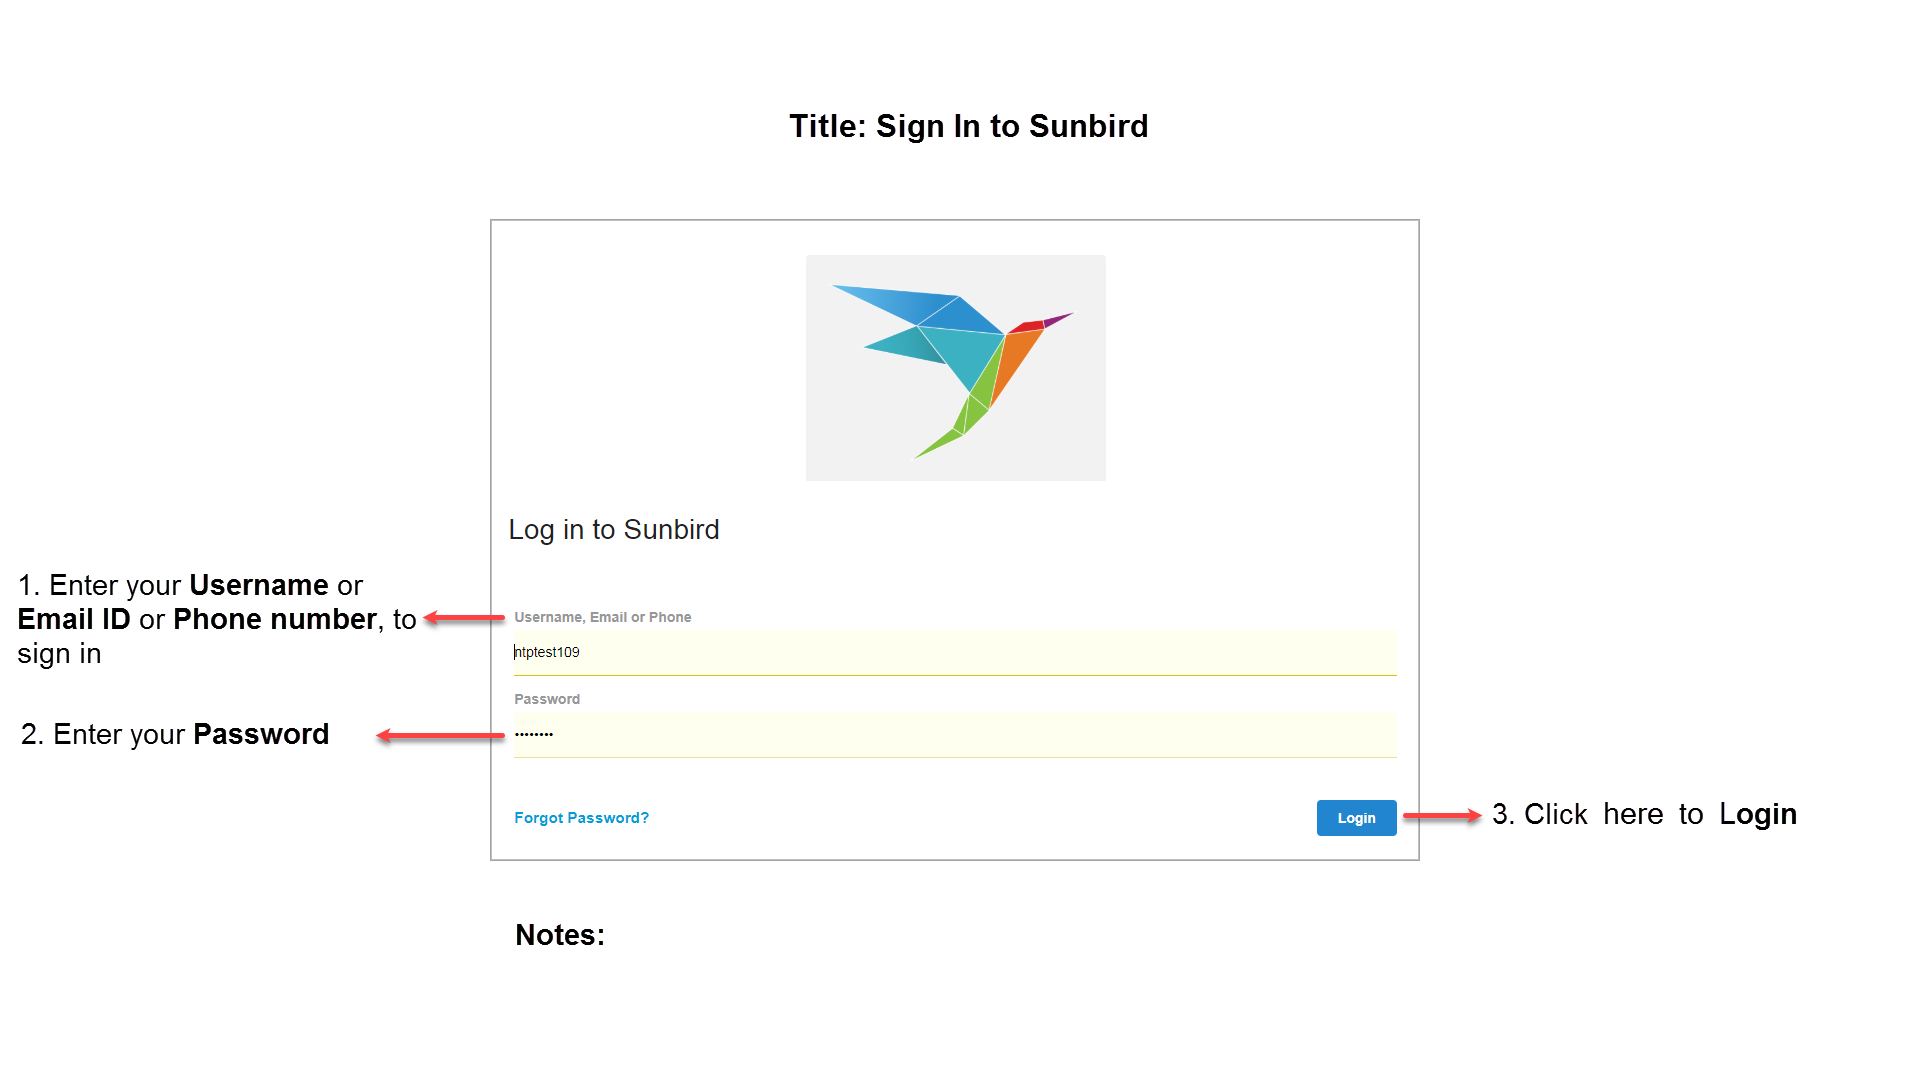 Title: Sign In to Sunbird
Log in to Sunbird
1. Enter your Username or
Email ID or Phone number, to
sign in
Username, Email or Phone
ntptest109
Password
••••••••
2. Enter your Password
Forgot Password?
Login
3. Click here to Login
Notes: